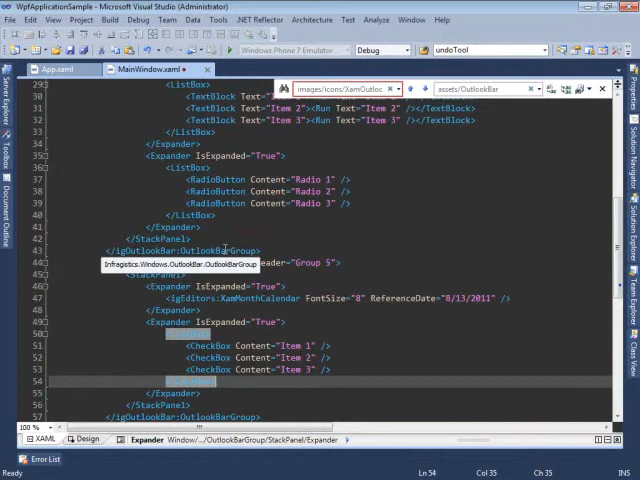 WpfApplicationSample - Microsoft Visual Studio (Administrator)
File Edit View Project Build Debug Team Data Tools .NET Reflector Architecture Test Analyze Window Help
Windows Phone 7 Emulator Debug undoTool
App.xaml MainWindow.xaml
images/icons/XamOutloc assets/OutlookBar
29 <ListBox>
30 <TextBlock Text=
31 <TextBlock Text="Item 2"><Run Text="Item 2" /></TextBlock>
32 <TextBlock Text="Item 3"><Run Text="Item 3" /></TextBlock>
33 </ListBox>
34 </Expander>
35 <Expander IsExpanded="True">
36 <ListBox>
37 <RadioButton Content="Radio 1" />
38 <RadioButton Content="Radio 2" />
39 <RadioButton Content="Radio 3" />
40 </ListBox>
41 </Expander>
42 </StackPanel>
43 </igOutlookBar:OutlookBarGroup>
44 eader="Group 5">
Infragistics.Windows.OutlookBar.OutlookBarGroup
45 <StackPanel>
46 <Expander IsExpanded="True">
47 <igEditors:XamMonthCalendar FontSize="8" ReferenceDate="8/13/2011" />
48 </Expander>
49 <Expander IsExpanded="True">
50 <ListBox>
51 <CheckBox Content="Item 1" />
52 <CheckBox Content="Item 2" />
53 <CheckBox Content="Item 3" />
54 </ListBox>
55 </Expander>
56 </StackPanel>
57 </igOutlookBar:OutlookBarGroup>
100 %
XAML Design Expander Window/.../OutlookBarGroup/StackPanel/Expander
Error List
Ready Ln 54 Col 35 Ch 35 INS
Server Explorer
Toolbox
Document Outline
Properties
Solution Navigator
Solution Explorer
Team Explorer
Class View